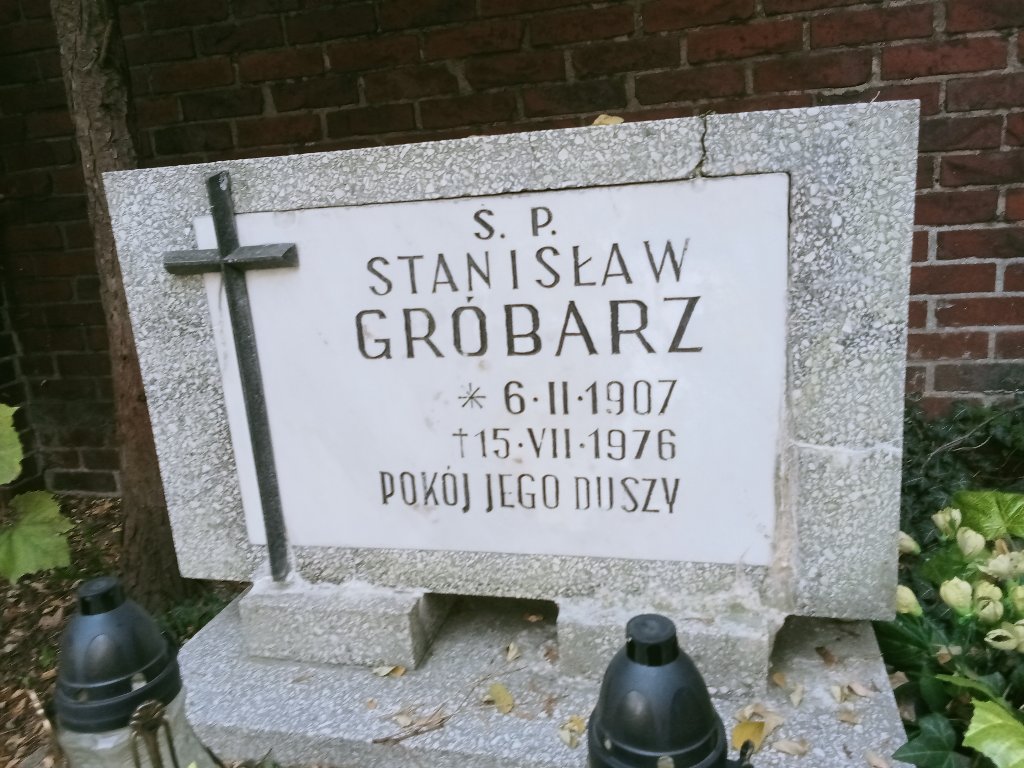 Ś. P.
STANISŁAW
GRÓBARZ
* 6·II·1907
†15·VII·1976
POKÓJ JEGO DUSZY